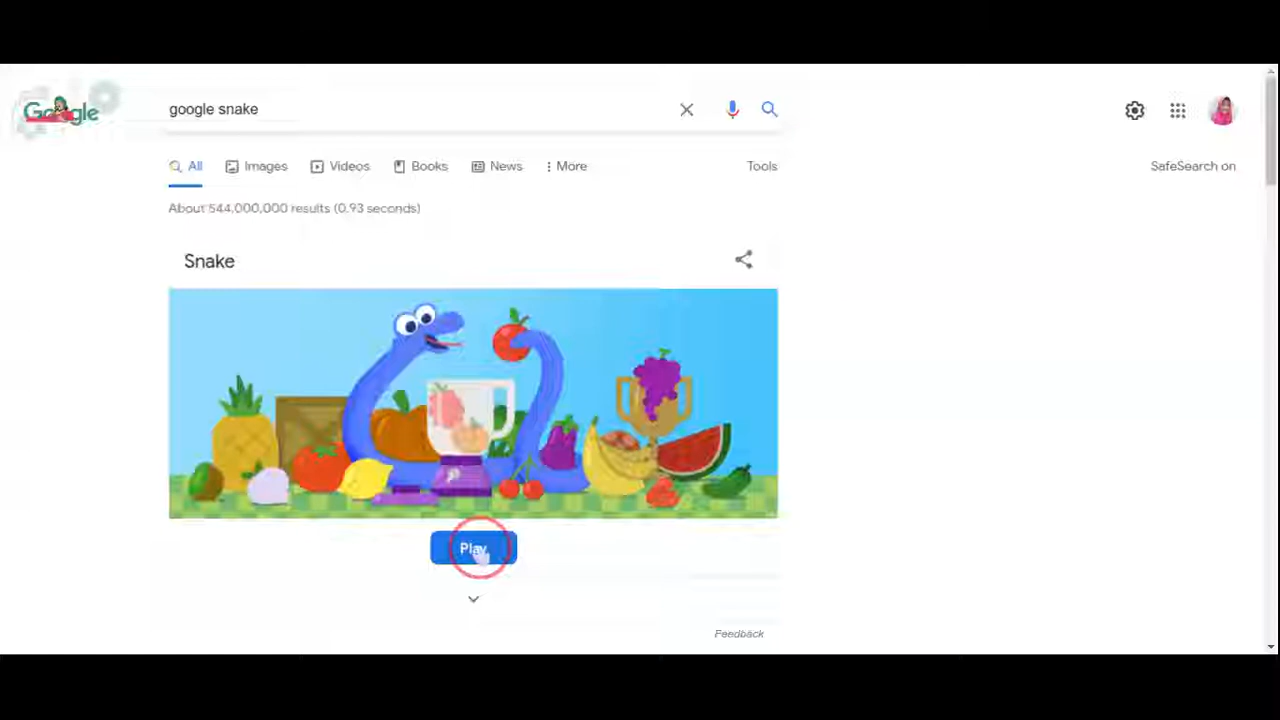 Google
google snake
All
Images
Videos
Books
News
More
Tools
SafeSearch on
About 544,000,000 results (0.93 seconds)
Snake
Play
Feedback